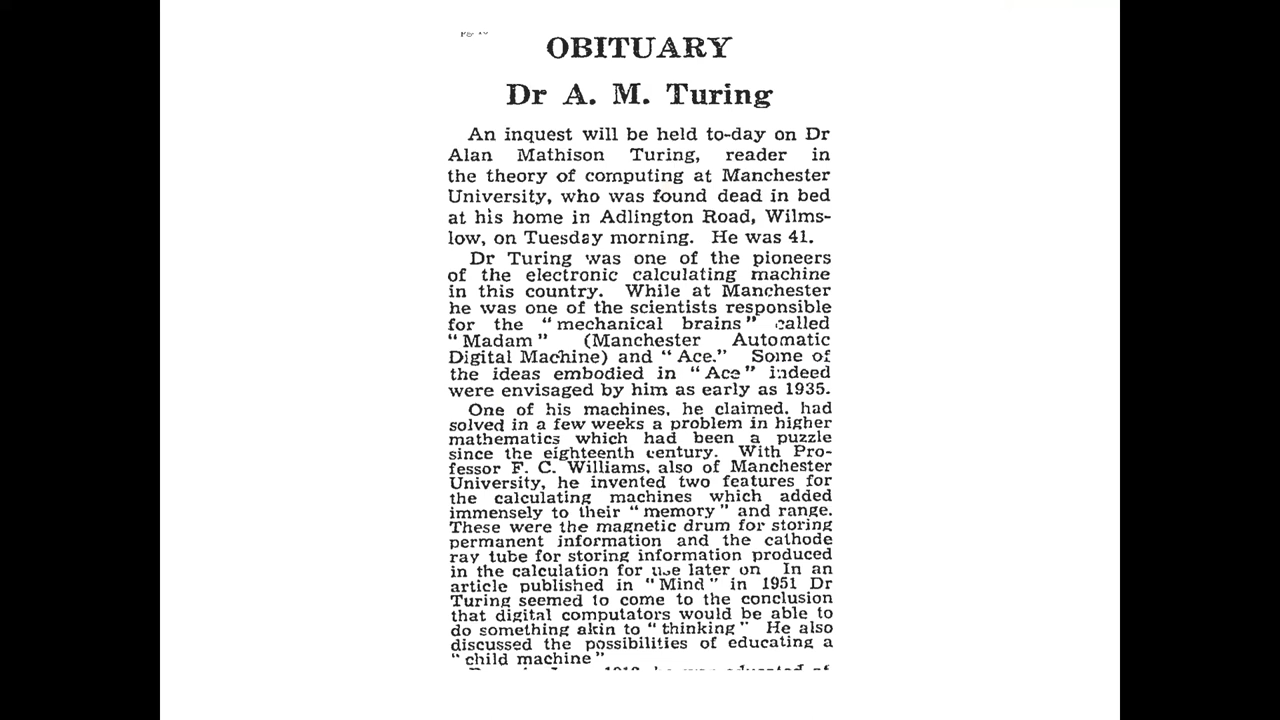 OBITUARY
Dr A. M. Turing
An inquest will be held to-day on Dr
Alan Mathison Turing, reader in
the theory of computing at Manchester
University, who was found dead in bed
at his home in Adlington Road, Wilms-
low, on Tuesday morning. He was 41.
Dr Turing was one of the pioneers
of the electronic calculating machine
in this country. While at Manchester
he was one of the scientists responsible
for the “mechanical brains” called
“Madam” (Manchester Automatic
Digital Machine) and “Ace.” Some of
the ideas embodied in “Ace” indeed
were envisaged by him as early as 1935.
One of his machines, he claimed, had
solved in a few weeks a problem in higher
mathematics which had been a puzzle
since the eighteenth century. With Pro-
fessor F. C. Williams, also of Manchester
University, he invented two features for
the calculating machines which added
immensely to their “memory” and range.
These were the magnetic drum for storing
permanent information and the cathode
ray tube for storing information produced
in the calculation for use later on In an
article published in “Mind” in 1951 Dr
Turing seemed to come to the conclusion
that digital computators would be able to
do something akin to “thinking” He also
discussed the possibilities of educating a
“child machine”